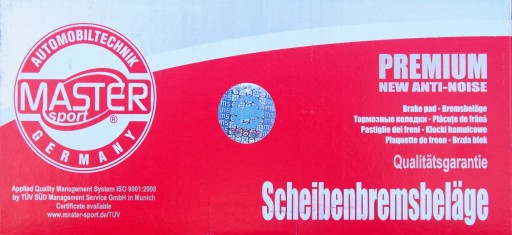 AUTOMOBILTECHNIK
MASTER
sport
®
GERMANY
Applied Quality Management System ISO 9001:2008
by TÜV SÜD Management Service GmbH in Munich
Certificate available
www.master-sport.de/TUV
PREMIUM
NEW ANTI-NOISE
Brake pad • Bremsbeläge
Тормозные колодки • Plăcuțe de frână
Pastiglie dei freni • Klocki hamulcowe
Plaquette de freon • Brzda blok
Qualitätsgarantie
Scheibenbremsbeläge